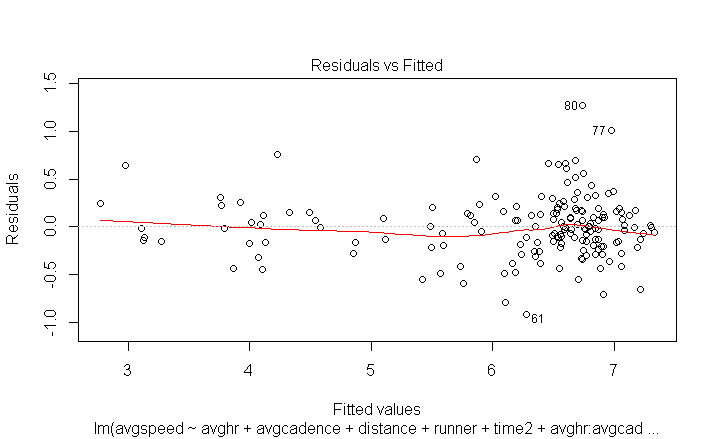 Residuals vs Fitted
1.5
1.0
0.5
0.0
-0.5
-1.0
Residuals
80
77
61
3 4 5 6 7
Fitted values
lm(avgspeed ~ avghr + avgcadence + distance + runner + time2 + avghr:avgcad ...